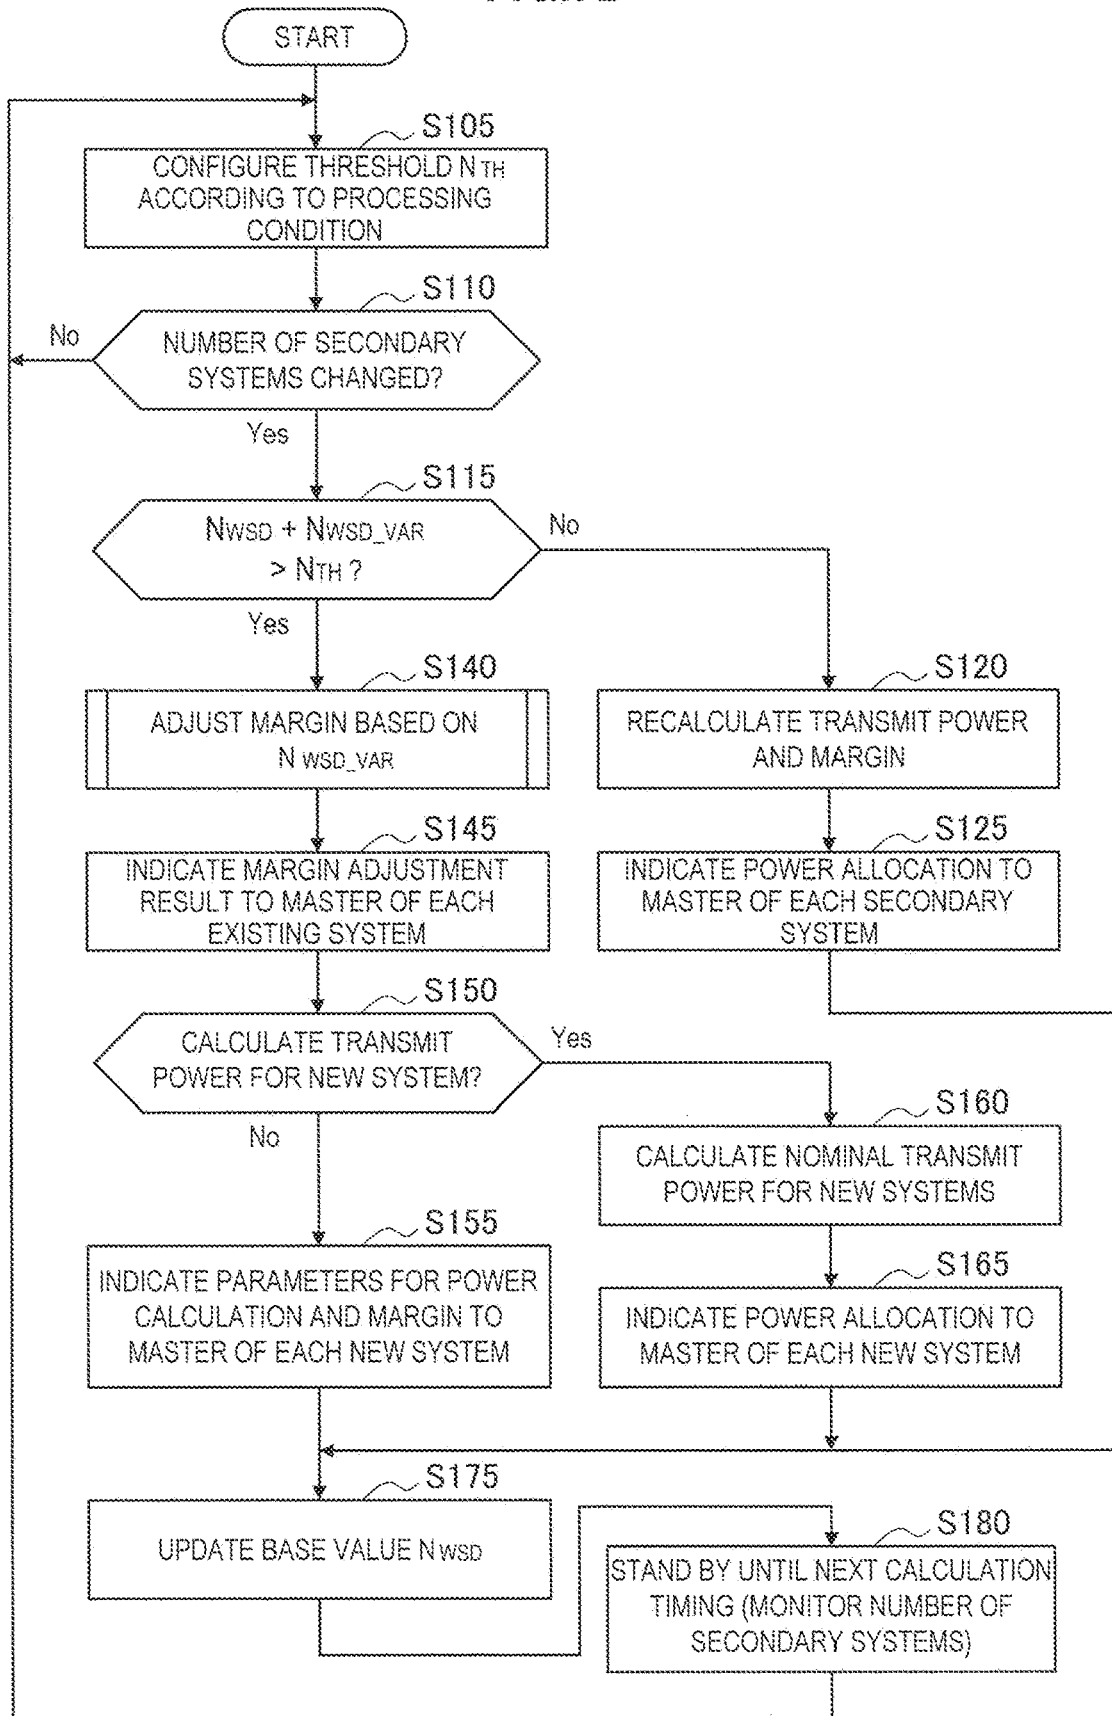 START
S105
CONFIGURE THRESHOLD NTH
ACCORDING TO PROCESSING
CONDITION
S110
No
NUMBER OF SECONDARY
SYSTEMS CHANGED?
Yes
S115
NWSD + NWSD_VAR
> NTH ?
No
Yes
S140
ADJUST MARGIN BASED ON
N WSD_VAR
S120
RECALCULATE TRANSMIT POWER
AND MARGIN
S145
INDICATE MARGIN ADJUSTMENT
RESULT TO MASTER OF EACH
EXISTING SYSTEM
S125
INDICATE POWER ALLOCATION TO
MASTER OF EACH SECONDARY
SYSTEM
S150
CALCULATE TRANSMIT
POWER FOR NEW SYSTEM?
Yes
No
S160
CALCULATE NOMINAL TRANSMIT
POWER FOR NEW SYSTEMS
S155
INDICATE PARAMETERS FOR POWER
CALCULATION AND MARGIN TO
MASTER OF EACH NEW SYSTEM
S165
INDICATE POWER ALLOCATION TO
MASTER OF EACH NEW SYSTEM
S175
UPDATE BASE VALUE NWSD
S180
STAND BY UNTIL NEXT CALCULATION
TIMING (MONITOR NUMBER OF
SECONDARY SYSTEMS)